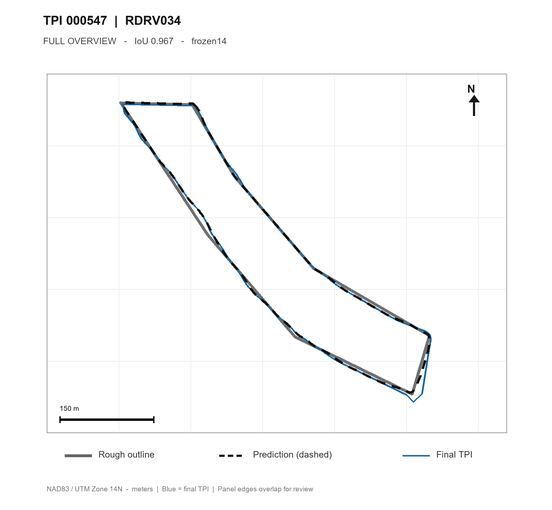 TPI 000547 | RDRV034
FULL OVERVIEW - IoU 0.967 - frozen14
N
150 m
Rough outline
Prediction (dashed)
Final TPI
NAD83 / UTM Zone 14N - meters | Blue = final TPI | Panel edges overlap for review